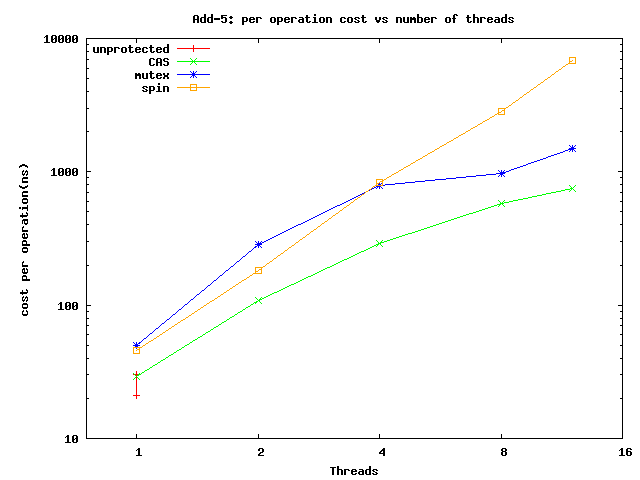 Add-5: per operation cost vs number of threads
10000
1000
100
10
cost per operation(ns)
unprotected
CAS
mutex
spin
1 2 4 8 16
Threads